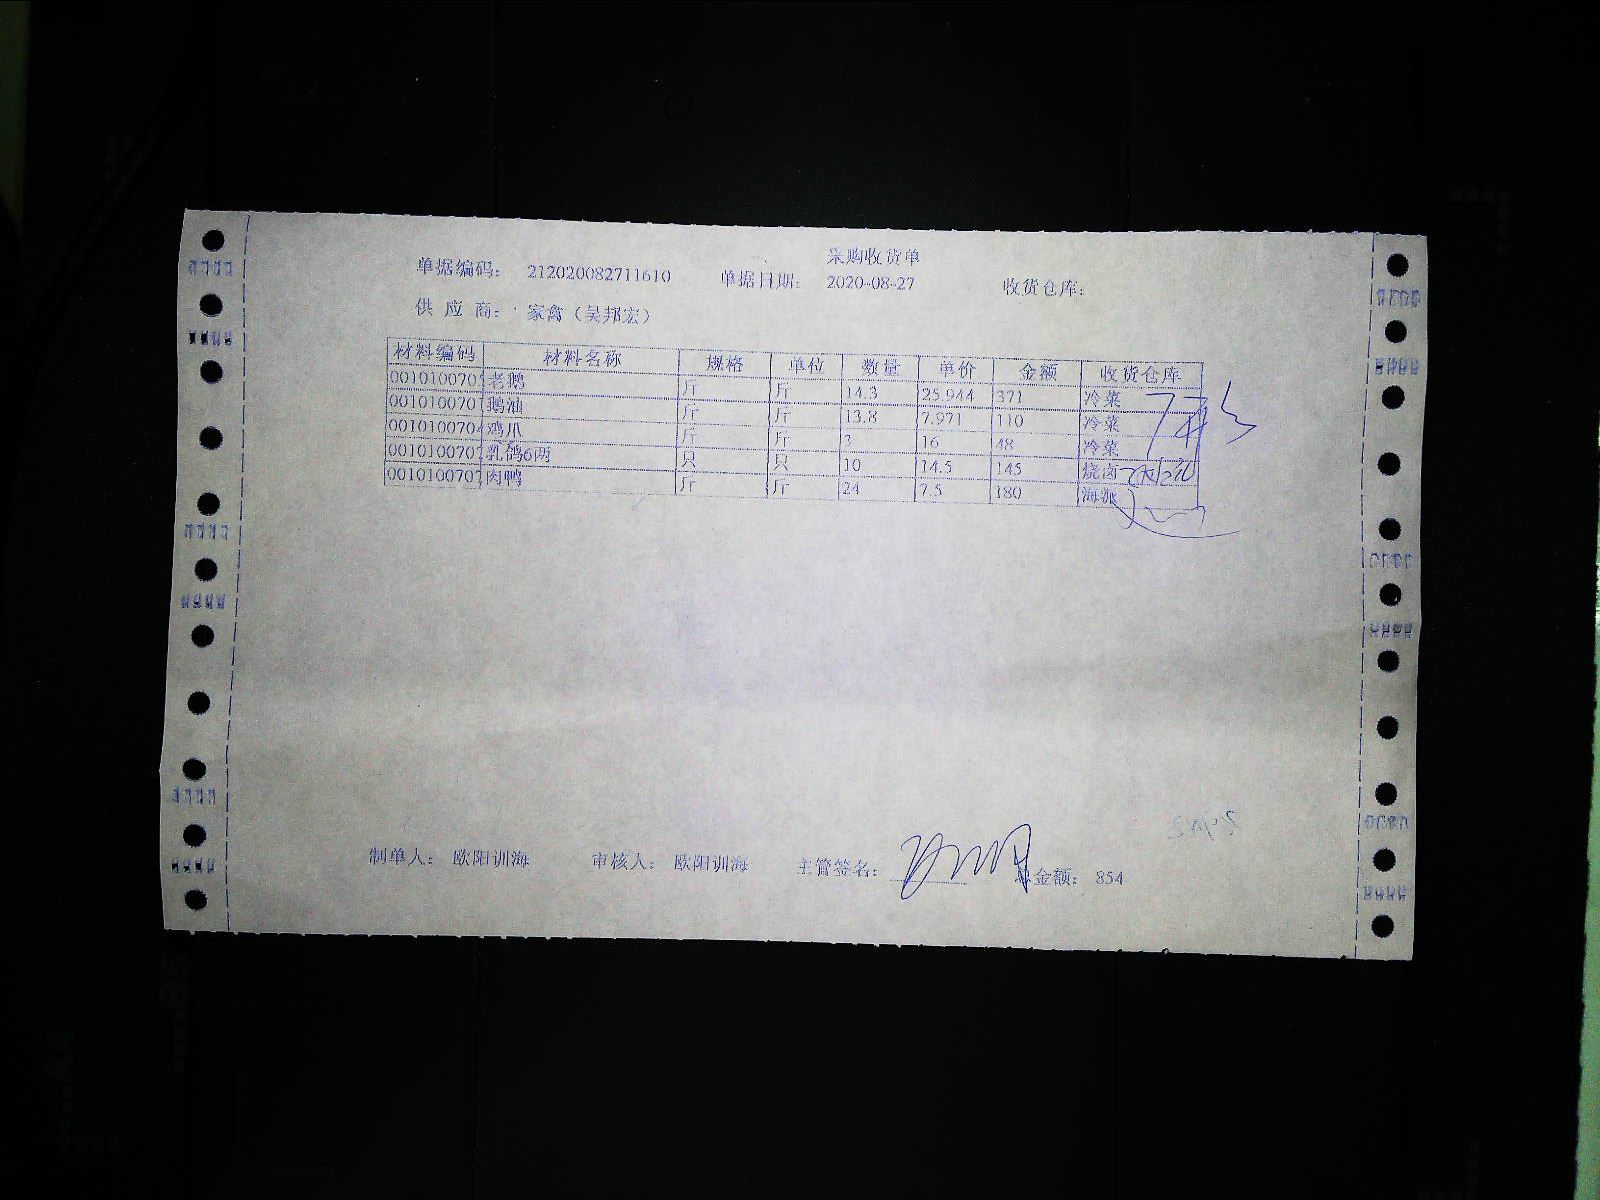 采购收货单
单据编码: 212020082711610 单据日期: 2020-08-27 收货仓库:
供 应 商: 家禽（吴邦宏）
材料编码 材料名称 规格 单位 数量 单价 金额 收货仓库
0010100705 老鹅 斤 斤 14.3 25.944 371 冷菜
001010070 鹅油 斤 斤 13.8 7.971 110 冷菜
001010070 鸡爪 斤 斤 3 16 48 冷菜
001010070 乳鸽6两 只 只 10 14.5 145 烧卤
001010070 肉鸭 斤 斤 24 7.5 180 海派
制单人: 欧阳训海 审核人: 欧阳训海 主管签名: 总金额: 854